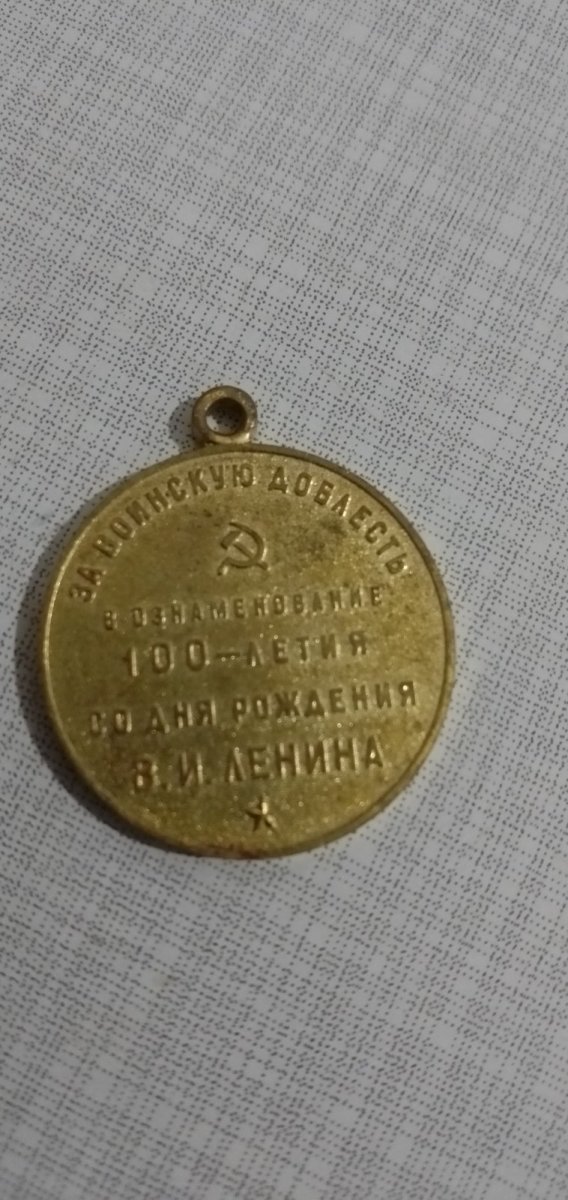 ЗА ВОИНСКУЮ ДОБЛЕСТЬ
В ОЗНАМЕНОВАНИЕ
100-ЛЕТИЯ
СО ДНЯ РОЖДЕНИЯ
В.И. ЛЕНИНА